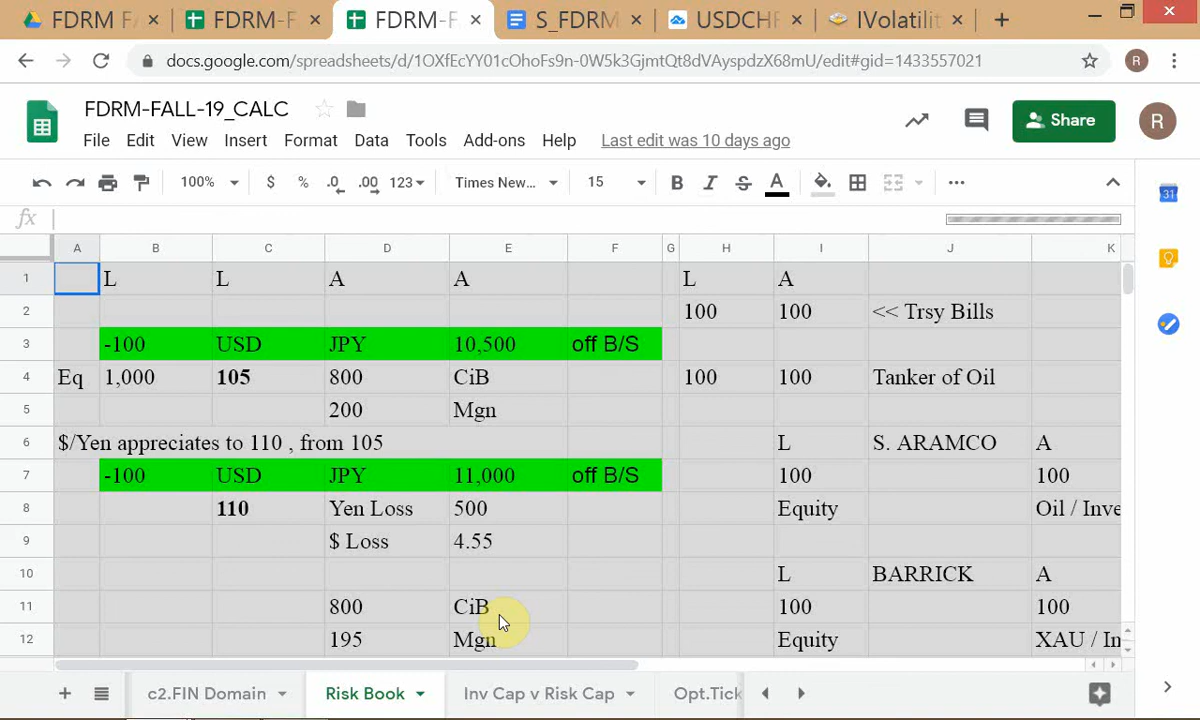 FDRM FA
FDRM-F
FDRM-F
S_FDRM
USDCHF
IVolatilit
docs.google.com/spreadsheets/d/1OXfEcYY01cOhoFs9n-0W5k3GjmtQt8dVAyspdzX68mU/edit#gid=1433557021
R
FDRM-FALL-19_CALC
File Edit View Insert Format Data Tools Add-ons Help Last edit was 10 days ago
Share
R
100% $ % .0 .00 123 Times New... 15 B I S A
31
fx
A B C D E F G H I J K
1 L L A A L A
2 100 100 << Trsy Bills
3 -100 USD JPY 10,500 off B/S
4 Eq 1,000 105 800 CiB 100 100 Tanker of Oil
5 200 Mgn
6 $/Yen appreciates to 110 , from 105 L S. ARAMCO A
7 -100 USD JPY 11,000 off B/S 100 100
8 110 Yen Loss 500 Equity Oil / Inve
9 $ Loss 4.55
10 L BARRICK A
11 800 CiB 100 100
12 195 Mgn Equity XAU / In
c2.FIN Domain Risk Book Inv Cap v Risk Cap Opt.Tick